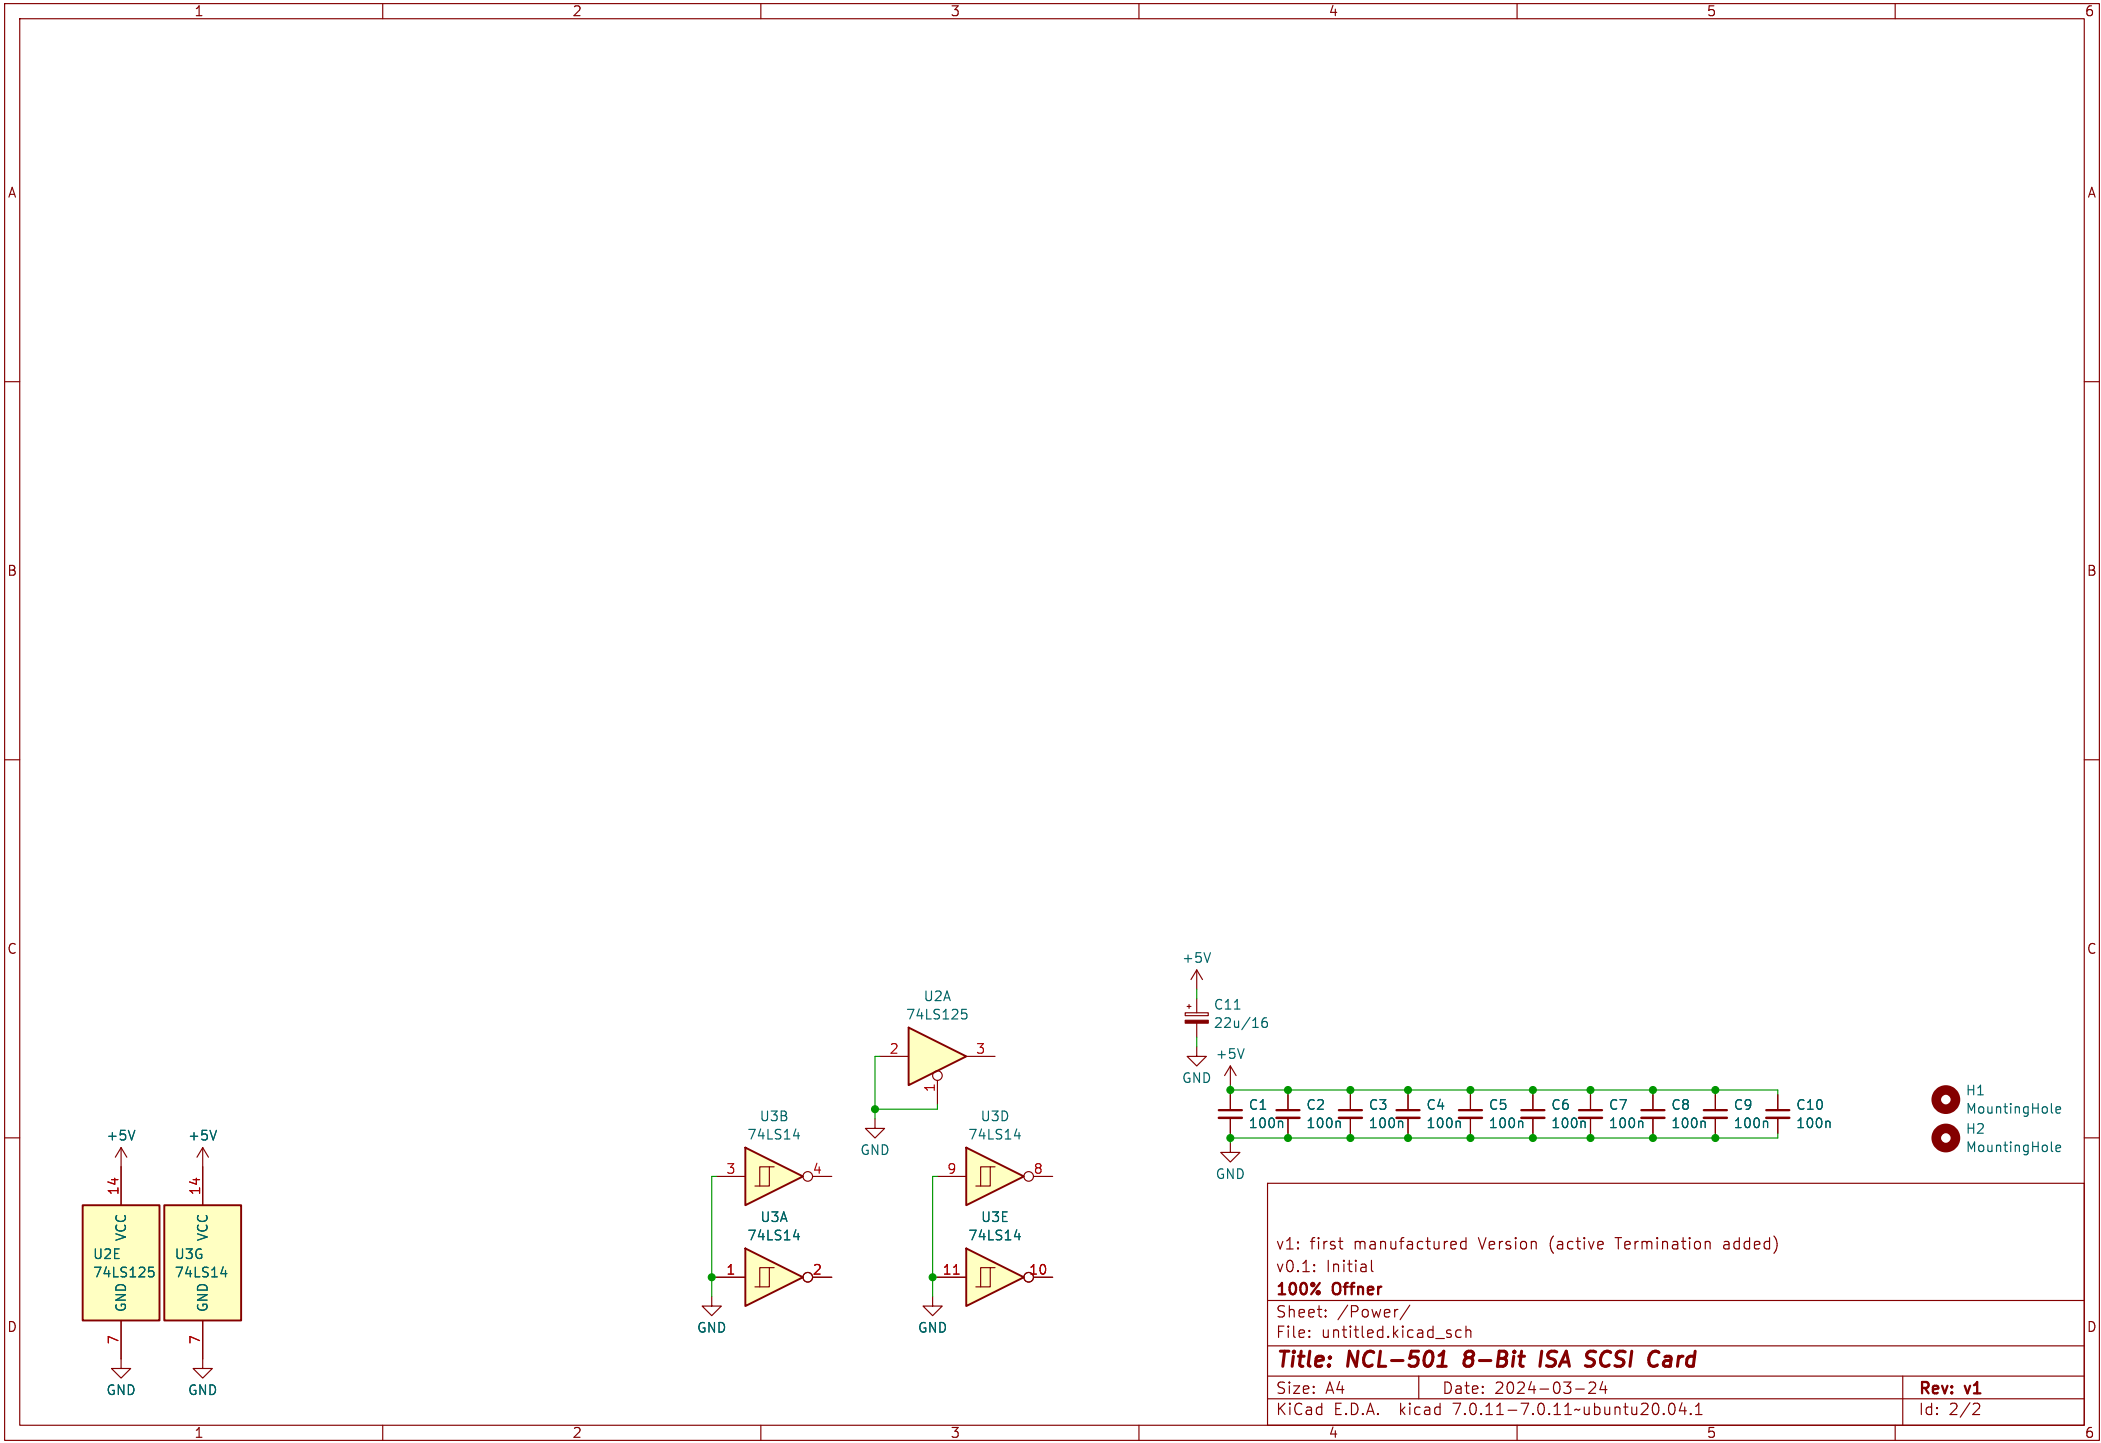 1 2 3 4 5 6
A A
B B
C C
D D
+5V
C11
22u/16
GND
U2A
74LS125
2 3
1
GND
+5V
C1 C2 C3 C4 C5 C6 C7 C8 C9 C10
100n 100n 100n 100n 100n 100n 100n 100n 100n 100n
GND
H1
MountingHole
H2
MountingHole
U3B
74LS14
3 4
U3A
74LS14
1 2
GND
U3D
74LS14
9 8
U3E
74LS14
11 10
GND
+5V +5V
14 14
VCC VCC
U2E U3G
74LS125 74LS14
GND GND
7 7
GND GND
v1: first manufactured Version (active Termination added)
v0.1: Initial
100% Offner
Sheet: /Power/
File: untitled.kicad_sch
Title: NCL-501 8-Bit ISA SCSI Card
Size: A4 Date: 2024-03-24 Rev: v1
KiCad E.D.A. kicad 7.0.11-7.0.11~ubuntu20.04.1 Id: 2/2
1 2 3 4 5 6